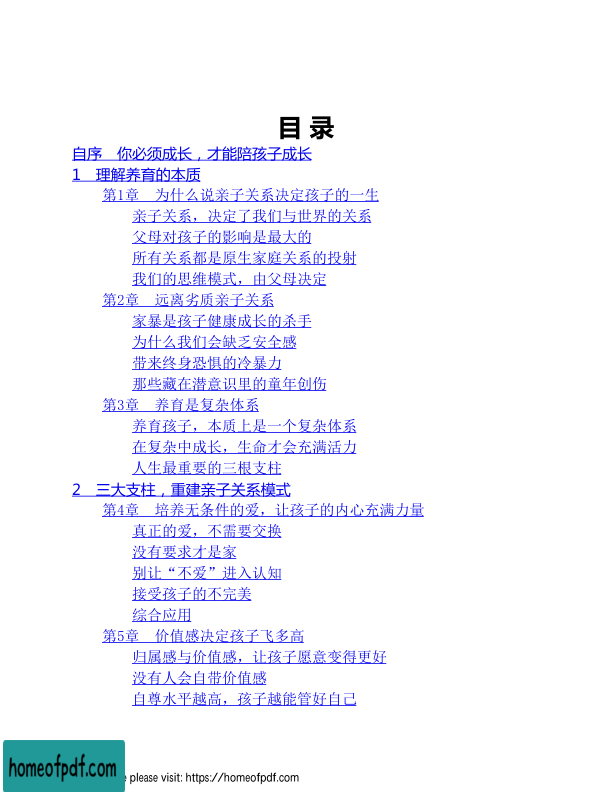 目 录
自序　你必须成长，才能陪孩子成长
1　理解养育的本质
第1章　为什么说亲子关系决定孩子的一生
亲子关系，决定了我们与世界的关系
父母对孩子的影响是最大的
所有关系都是原生家庭关系的投射
我们的思维模式，由父母决定
第2章　远离劣质亲子关系
家暴是孩子健康成长的杀手
为什么我们会缺乏安全感
带来终身恐惧的冷暴力
那些藏在潜意识里的童年创伤
第3章　养育是复杂体系
养育孩子，本质上是一个复杂体系
在复杂中成长，生命才会充满活力
人生最重要的三根支柱
2　三大支柱，重建亲子关系模式
第4章　培养无条件的爱，让孩子的内心充满力量
真正的爱，不需要交换
没有要求才是家
别让“不爱”进入认知
接受孩子的不完美
综合应用
第5章　价值感决定孩子飞多高
归属感与价值感，让孩子愿意变得更好
没有人会自带价值感
自尊水平越高，孩子越能管好自己
homeofpdf.com
please visit: https://homeofpdf.com